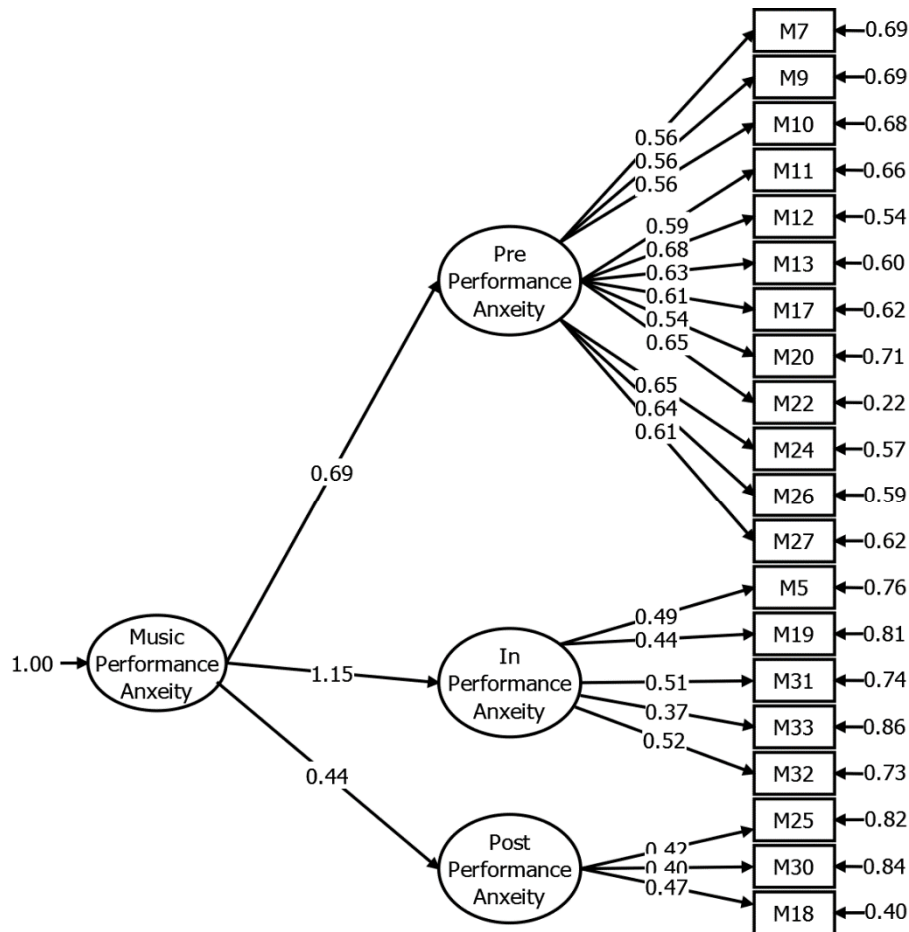 M7
0.69
M9
0.69
M10
0.68
0.56
0.56
0.56
M11
0.66
M12
0.54
0.59
0.68
0.63
0.61
0.54
0.65
Pre
Performance
Anxeity
M13
0.60
M17
0.62
M20
0.71
M22
0.22
0.65
0.64
0.61
M24
0.57
M26
0.59
M27
0.62
0.69
M5
0.76
0.49
0.44
M19
0.81
1.00
Music
Performance
Anxeity
1.15
In
Performance
Anxeity
0.51
0.37
0.52
M31
0.74
M33
0.86
M32
0.73
0.44
M25
0.82
Post
Performance
Anxeity
0.42
0.40
0.47
M30
0.84
M18
0.40